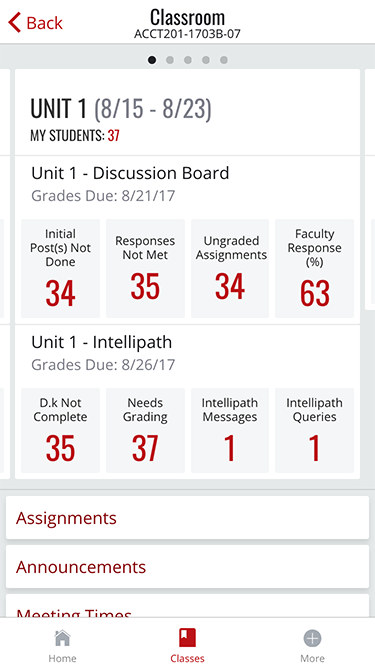 Back
Classroom
ACCT201-1703B-07
UNIT 1 (8/15 - 8/23)
MY STUDENTS: 37
Unit 1 - Discussion Board
Grades Due: 8/21/17
Initial
Post(s) Not
Done
34
Responses
Not Met
35
Ungraded
Assignments
34
Faculty
Response
(%)
63
Unit 1 - Intellipath
Grades Due: 8/26/17
D.k Not
Complete
35
Needs
Grading
37
Intellipath
Messages
1
Intellipath
Queries
1
Assignments
Announcements
Meeting Times
Home
Classes
More